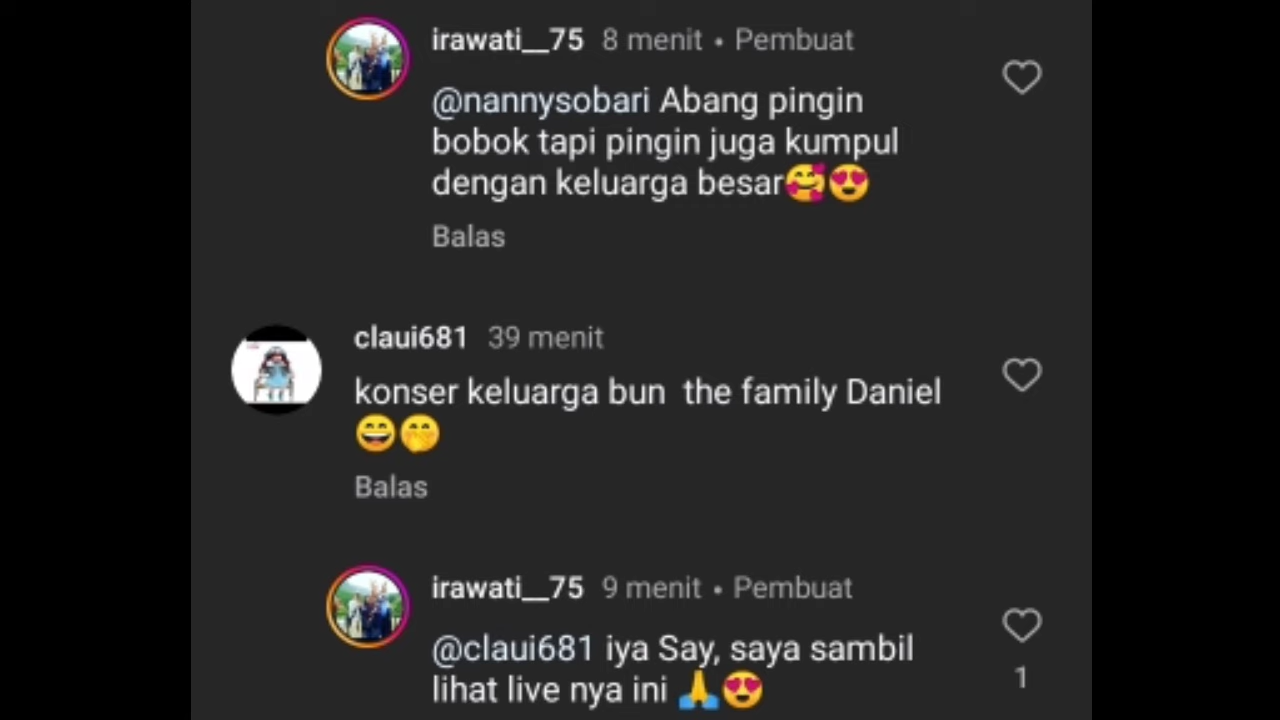 irawati__75 8 menit • Pembuat
@nannysobari Abang pingin
bobok tapi pingin juga kumpul
dengan keluarga besar🥰😍
Balas
claui681 39 menit
konser keluarga bun  the family Daniel
😄🤭
Balas
irawati__75 9 menit • Pembuat
@claui681 iya Say, saya sambil
lihat live nya ini 🙏😍
1